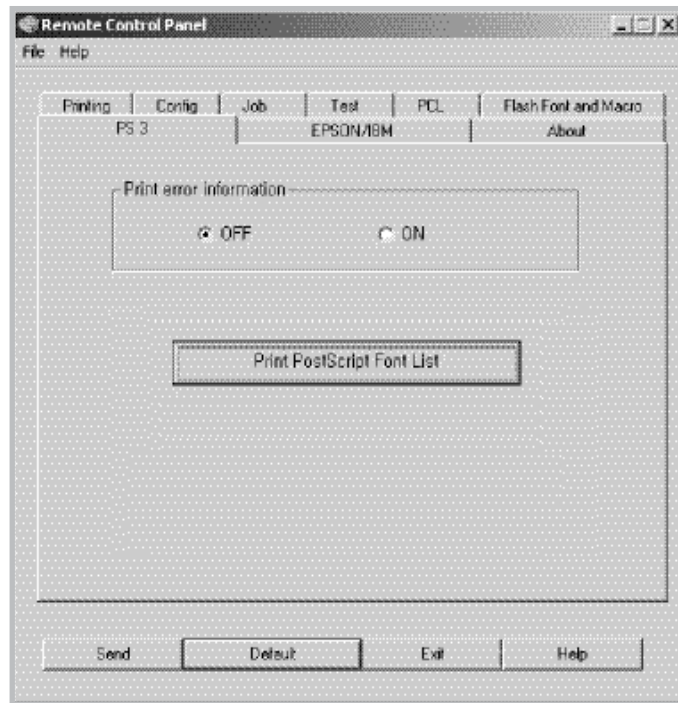 Remote Control Panel
File Help
Printing Config Job Test PCL Flash Font and Macro
PS 3 EPSON/IBM About
Print error information
OFF ON
Print PostScript Font List
Send Default Exit Help